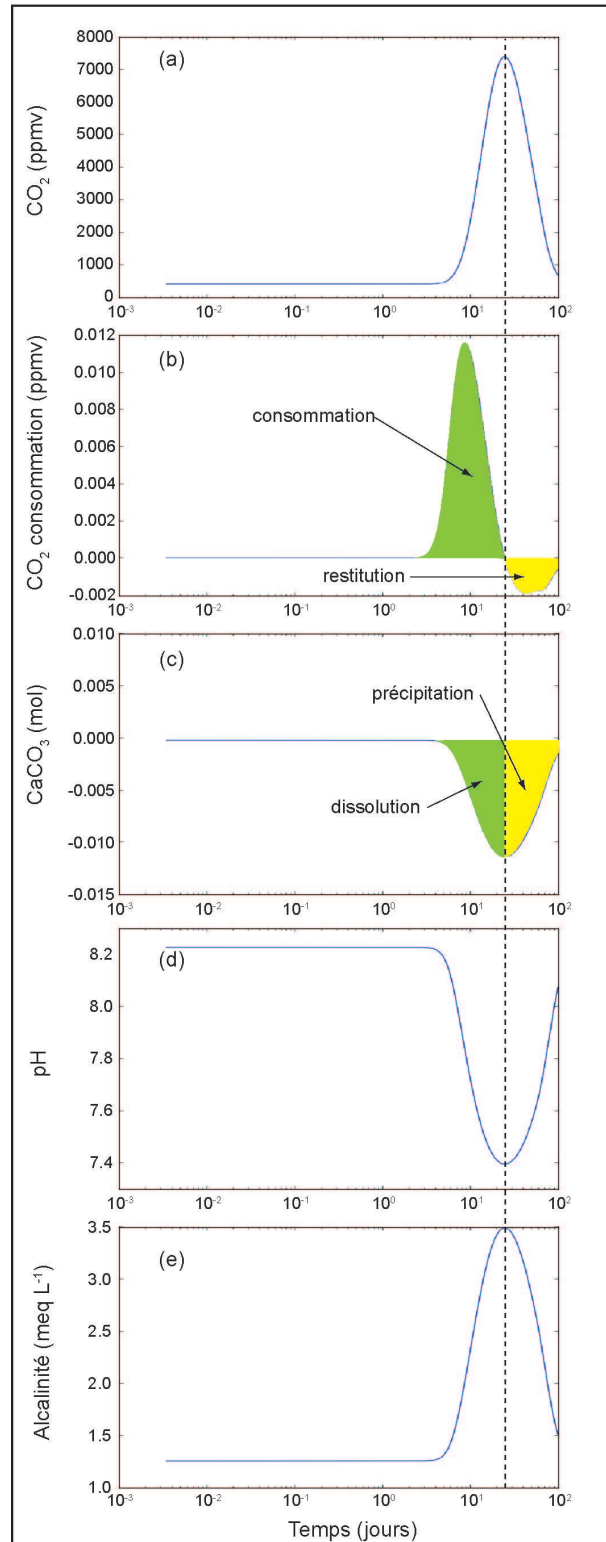 (a)
CO₂ (ppmv)
8000
7000
6000
5000
4000
3000
2000
1000
0
10⁻³ 10⁻² 10⁻¹ 10⁰ 10¹ 10²
(b)
CO₂ consommation (ppmv)
0.012
0.010
0.008
0.006
0.004
0.002
0.000
-0.002
consommation
restitution
10⁻³ 10⁻² 10⁻¹ 10⁰ 10¹ 10²
(c)
CaCO₃ (mol)
0.010
0.005
0.000
-0.005
-0.010
-0.015
précipitation
dissolution
10⁻³ 10⁻² 10⁻¹ 10⁰ 10¹ 10²
(d)
pH
8.2
7.8
7.6
7.4
10⁻³ 10⁻² 10⁻¹ 10⁰ 10¹ 10²
(e)
Alcalinité (meq L⁻¹)
3.5
3.0
2.5
2.0
1.5
1.0
10⁻³ 10⁻² 10⁻¹ 10⁰ 10¹ 10²
Temps (jours)